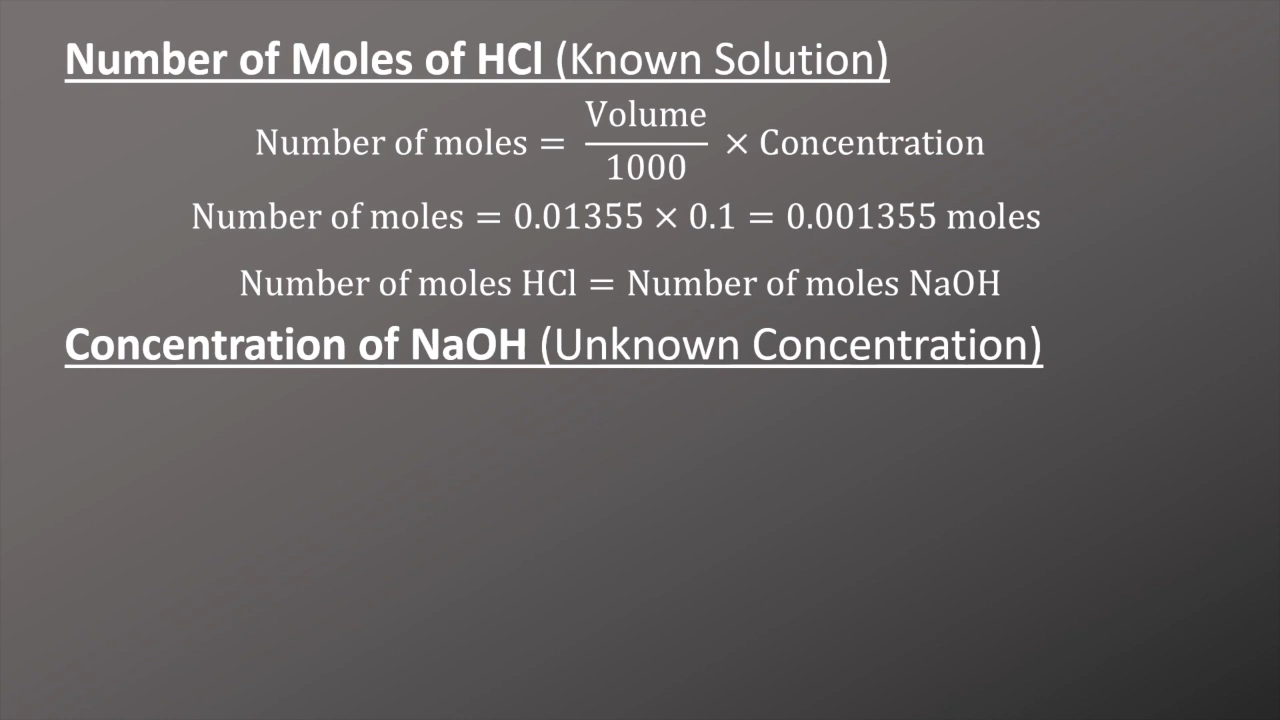 Number of Moles of HCl (Known Solution)
Number of moles = Volume/1000 × Concentration
Number of moles = 0.01355 × 0.1 = 0.001355 moles
Number of moles HCl = Number of moles NaOH
Concentration of NaOH (Unknown Concentration)